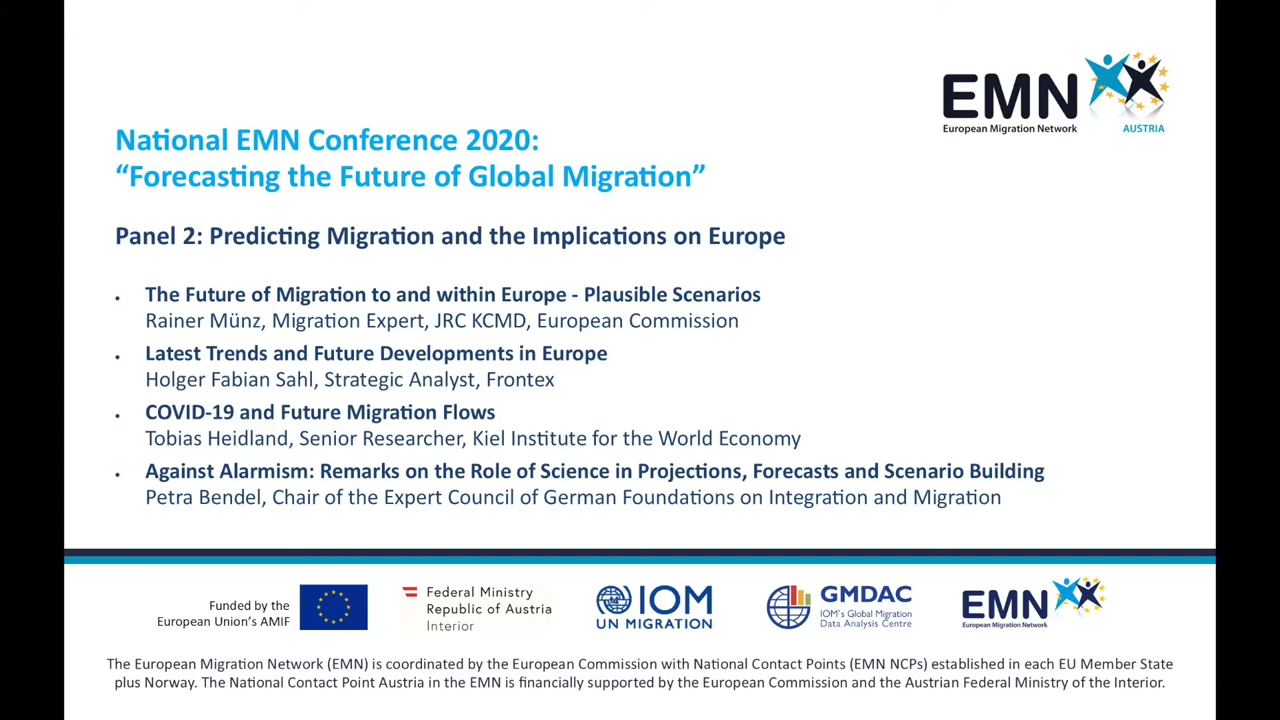 EMN
European Migration Network
AUSTRIA
National EMN Conference 2020:
“Forecasting the Future of Global Migration”
Panel 2: Predicting Migration and the Implications on Europe
• The Future of Migration to and within Europe - Plausible Scenarios
Rainer Münz, Migration Expert, JRC KCMD, European Commission
• Latest Trends and Future Developments in Europe
Holger Fabian Sahl, Strategic Analyst, Frontex
• COVID-19 and Future Migration Flows
Tobias Heidland, Senior Researcher, Kiel Institute for the World Economy
• Against Alarmism: Remarks on the Role of Science in Projections, Forecasts and Scenario Building
Petra Bendel, Chair of the Expert Council of German Foundations on Integration and Migration
Funded by the
European Union’s AMIF
Federal Ministry
Republic of Austria
Interior
IOM
UN MIGRATION
GMDAC
IOM's Global Migration
Data Analysis Centre
EMN
European Migration Network
The European Migration Network (EMN) is coordinated by the European Commission with National Contact Points (EMN NCPs) established in each EU Member State
plus Norway. The National Contact Point Austria in the EMN is financially supported by the European Commission and the Austrian Federal Ministry of the Interior.